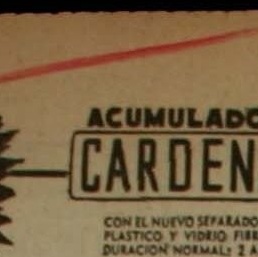 ACUMULADO
CARDEN
CON EL NUEVO SEPARADO
PLASTICO Y VIDRIO FIBR
DURACION NORMAL: 2 A